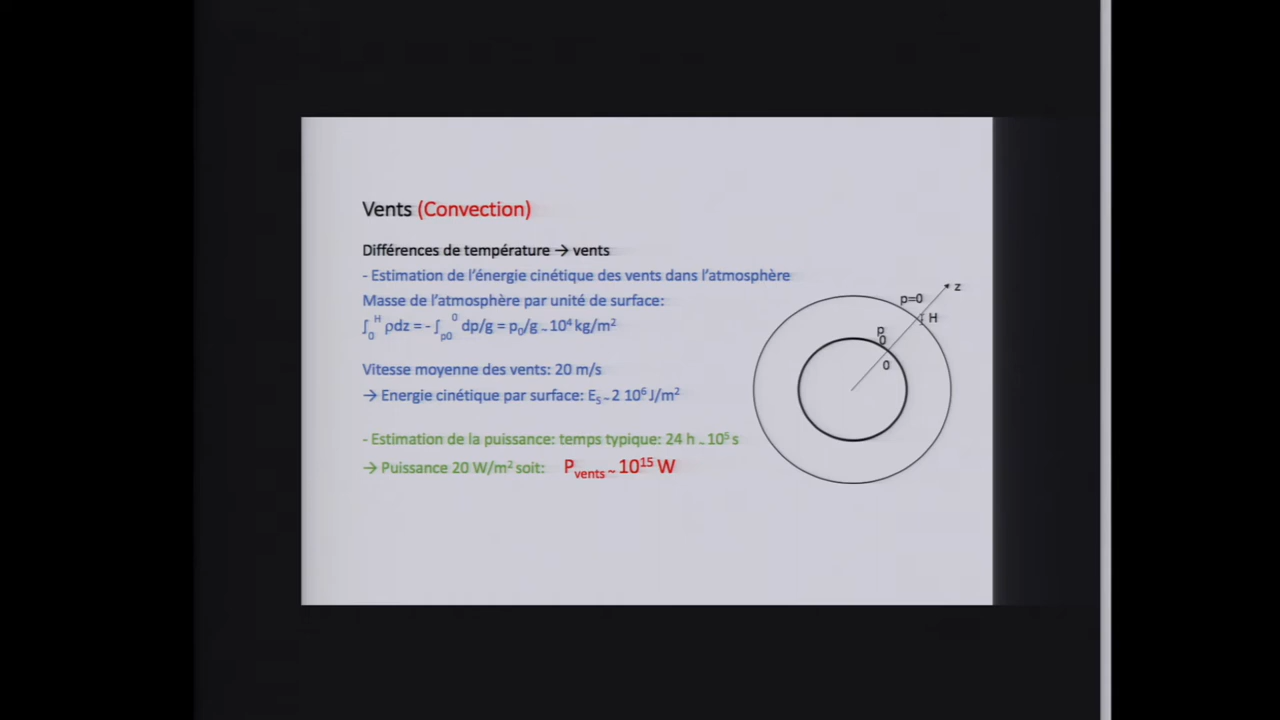 Vents (Convection)
Différences de température → vents
- Estimation de l'énergie cinétique des vents dans l'atmosphère
Masse de l'atmosphère par unité de surface:
∫₀ᴴ ρdz = - ∫ₚ₀⁰ dp/g = p₀/g ~ 10⁴ kg/m²
Vitesse moyenne des vents: 20 m/s
→ Energie cinétique par surface: Eₛ ~ 2 10⁶ J/m²
- Estimation de la puissance: temps typique: 24 h ~ 10⁵ s
→ Puissance 20 W/m² soit: P_vents ~ 10¹⁵ W
z
p=0
H
p
0
0